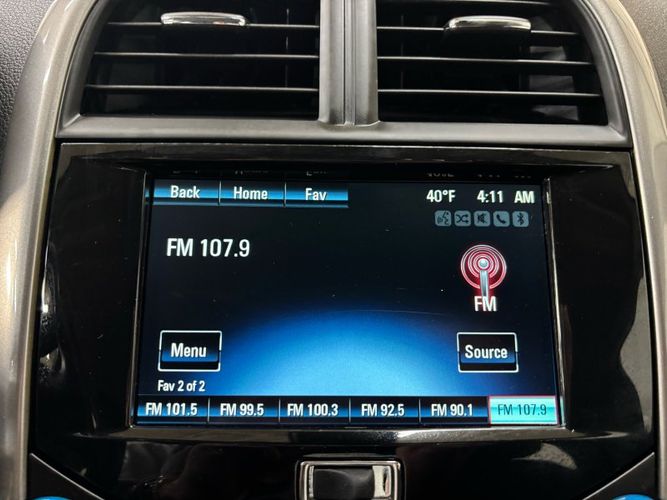 Back Home Fav 40°F 4:11 AM
FM 107.9
FM
Menu Source
Fav 2 of 2
FM 101.5 FM 99.5 FM 100.3 FM 92.5 FM 90.1 FM 107.9